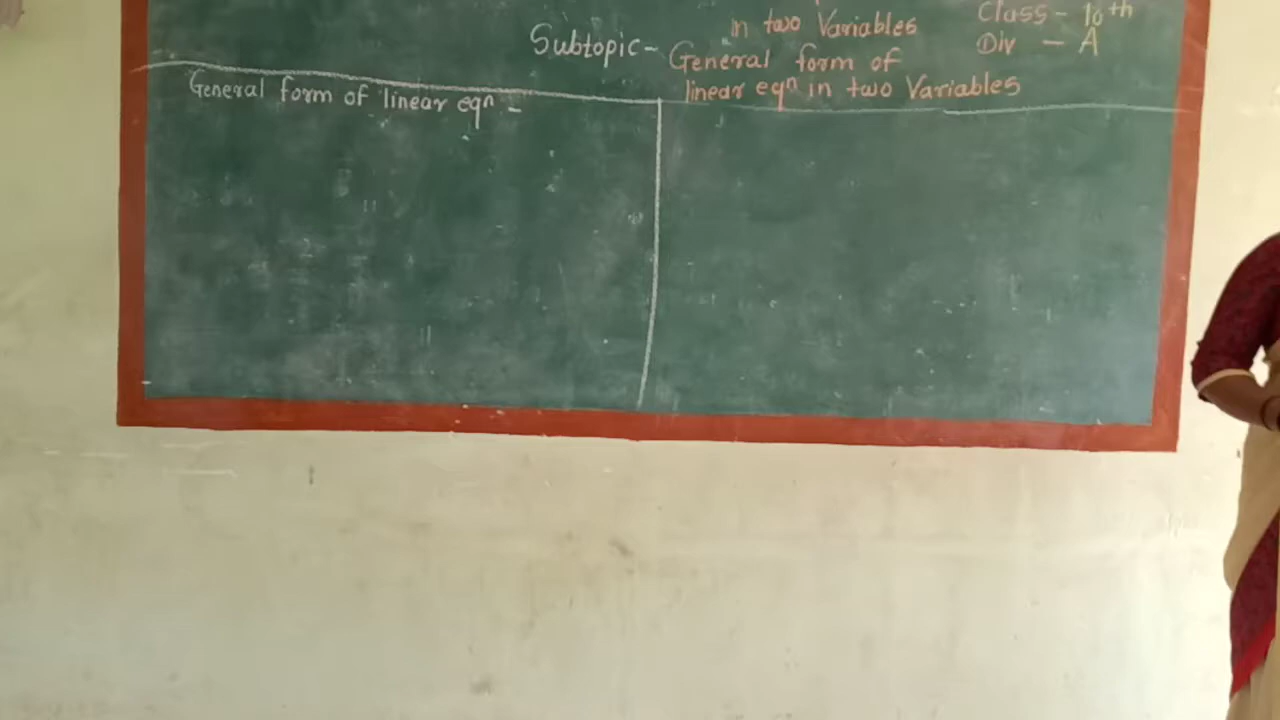 in two Variables
Class - 10th
Subtopic- General form of
Div - A
linear eqn in two Variables
General form of linear eqn -